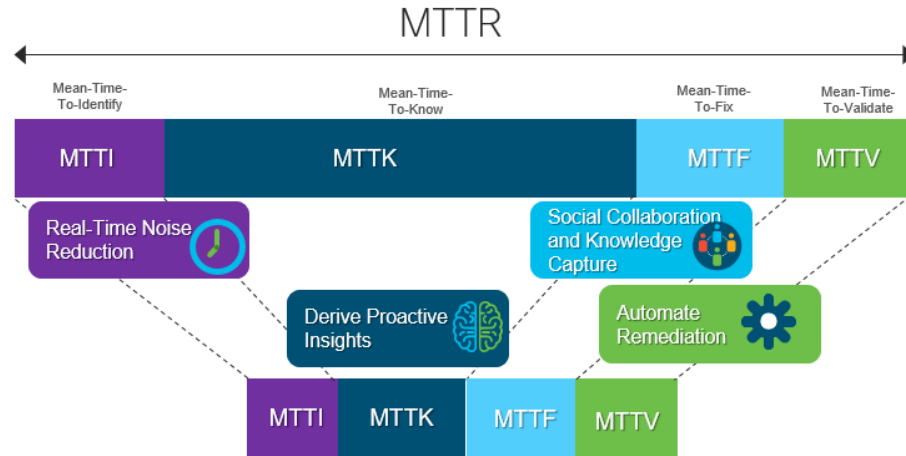 MTTR
Mean-Time-
To-Identify
Mean-Time-
To-Know
Mean-Time-
To-Fix
Mean-Time-
To-Validate
MTTI
MTTK
MTTF
MTTV
Real-Time Noise
Reduction
Social Collaboration
and Knowledge
Capture
Derive Proactive
Insights
Automate
Remediation
MTTI
MTTK
MTTF
MTTV